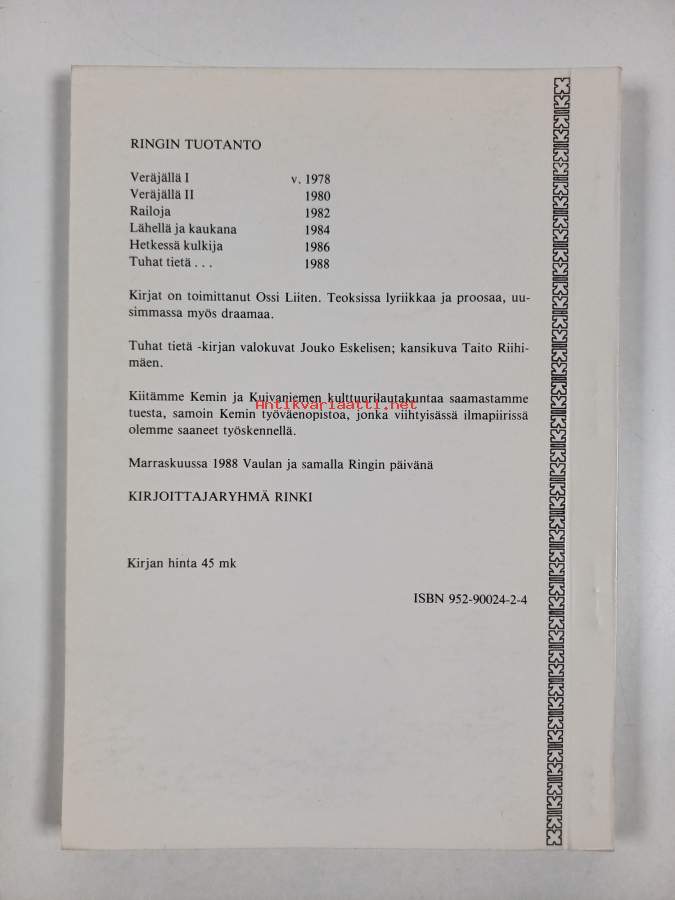 RINGIN TUOTANTO
Veräjällä I v. 1978
Veräjällä II 1980
Railoja 1982
Lähellä ja kaukana 1984
Hetkessä kulkija 1986
Tuhat tietä . . . 1988
Kirjat on toimittanut Ossi Liiten. Teoksissa lyriikkaa ja proosaa, uu-
simmassa myös draamaa.
Tuhat tietä -kirjan valokuvat Jouko Eskelisen; kansikuva Taito Riihi-
mäen.
Kiitämme Kemin ja Kuivaniemen kulttuurilautakuntaa saamastamme
Antikvariaatti.net
tuesta, samoin Kemin työväenopistoa, jonka viihtyisässä ilmapiirissä
olemme saaneet työskennellä.
Marraskuussa 1988 Vaulan ja samalla Ringin päivänä
KIRJOITTAJARYHMÄ RINKI
Kirjan hinta 45 mk
ISBN 952-90024-2-4